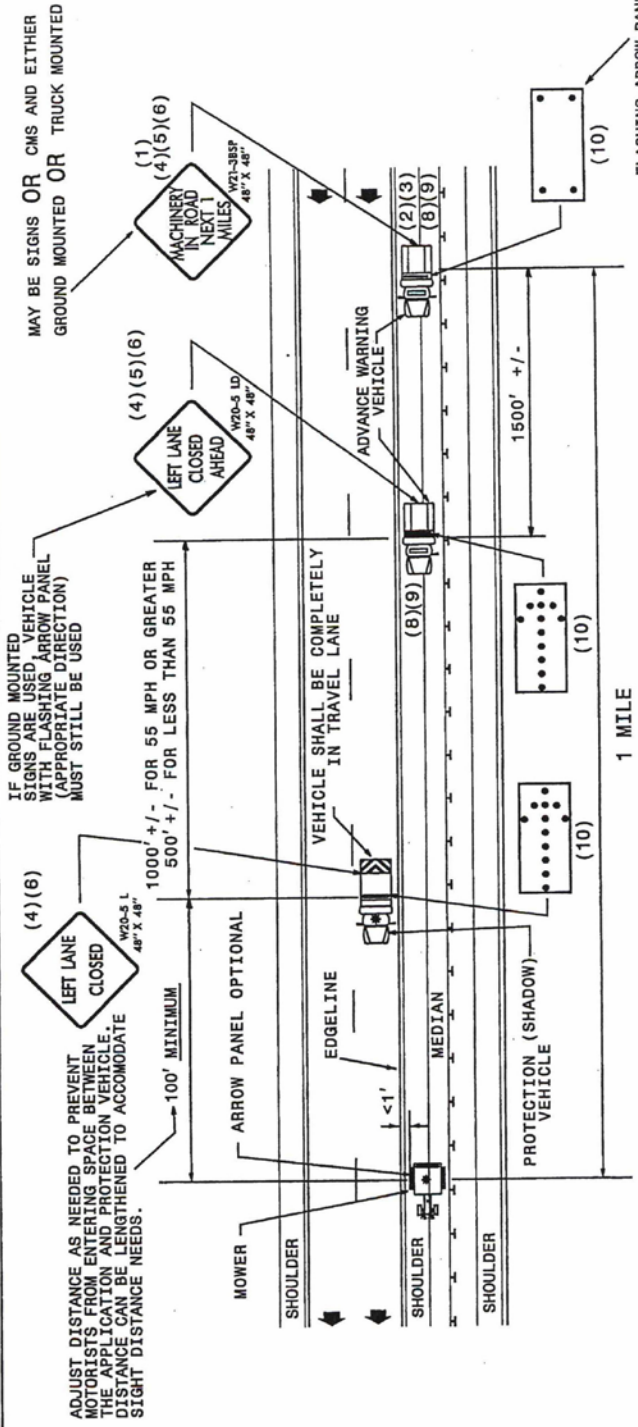 MAY BE SIGNS OR CMS AND EITHER
GROUND MOUNTED OR TRUCK MOUNTED
IF GROUND MOUNTED
SIGNS ARE USED, VEHICLE
WITH FLASHING ARROW PANEL
(APPROPRIATE DIRECTION)
MUST STILL BE USED
(4)(6)
LEFT LANE
CLOSED
W20-5 L
48" X 48"
(4)(5)(6)
LEFT LANE
CLOSED
AHEAD
W20-5 LD
48" X 48"
(1)
(4)(5)(6)
MACHINERY
IN ROAD
NEXT 1
MILES
W21-3BSP
48" X 48"
ADJUST DISTANCE AS NEEDED TO PREVENT
MOTORISTS FROM ENTERING SPACE BETWEEN
THE APPLICATION AND PROTECTION VEHICLE.
DISTANCE CAN BE LENGTHENED TO ACCOMODATE
SIGHT DISTANCE NEEDS.
100' MINIMUM
1000'+/- FOR 55 MPH OR GREATER
500'+/- FOR LESS THAN 55 MPH
ARROW PANEL OPTIONAL
MOWER
EDGELINE
VEHICLE SHALL BE COMPLETELY
IN TRAVEL LANE
ADVANCE WARNING
VEHICLE
SHOULDER
<1'
SHOULDER
MEDIAN
SHOULDER
(8)(9)
(2)(3)
(8)(9)
PROTECTION (SHADOW)
VEHICLE
1500' +/-
(10)
(10)
(10)
1 MILE